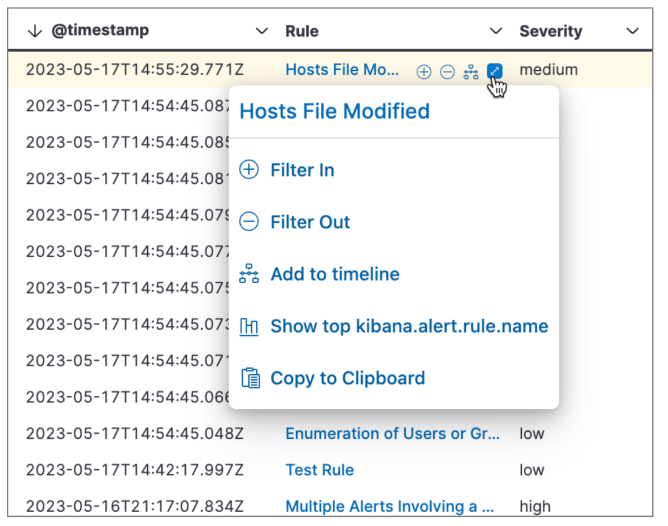 @timestamp Rule Severity
2023-05-17T14:55:29.771Z Hosts File Mo... medium
2023-05-17T14:54:45.087
Hosts File Modified
2023-05-17T14:54:45.085
2023-05-17T14:54:45.081
Filter In
2023-05-17T14:54:45.079
Filter Out
2023-05-17T14:54:45.077
Add to timeline
2023-05-17T14:54:45.075
2023-05-17T14:54:45.073
Show top kibana.alert.rule.name
2023-05-17T14:54:45.071
Copy to Clipboard
2023-05-17T14:54:45.066
2023-05-17T14:54:45.048Z Enumeration of Users or Gr... low
2023-05-17T14:42:17.997Z Test Rule low
2023-05-16T21:17:07.834Z Multiple Alerts Involving a ... high